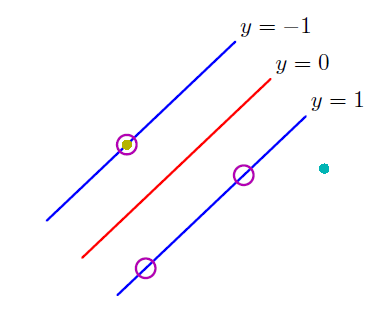 y = −1
y = 0
y = 1